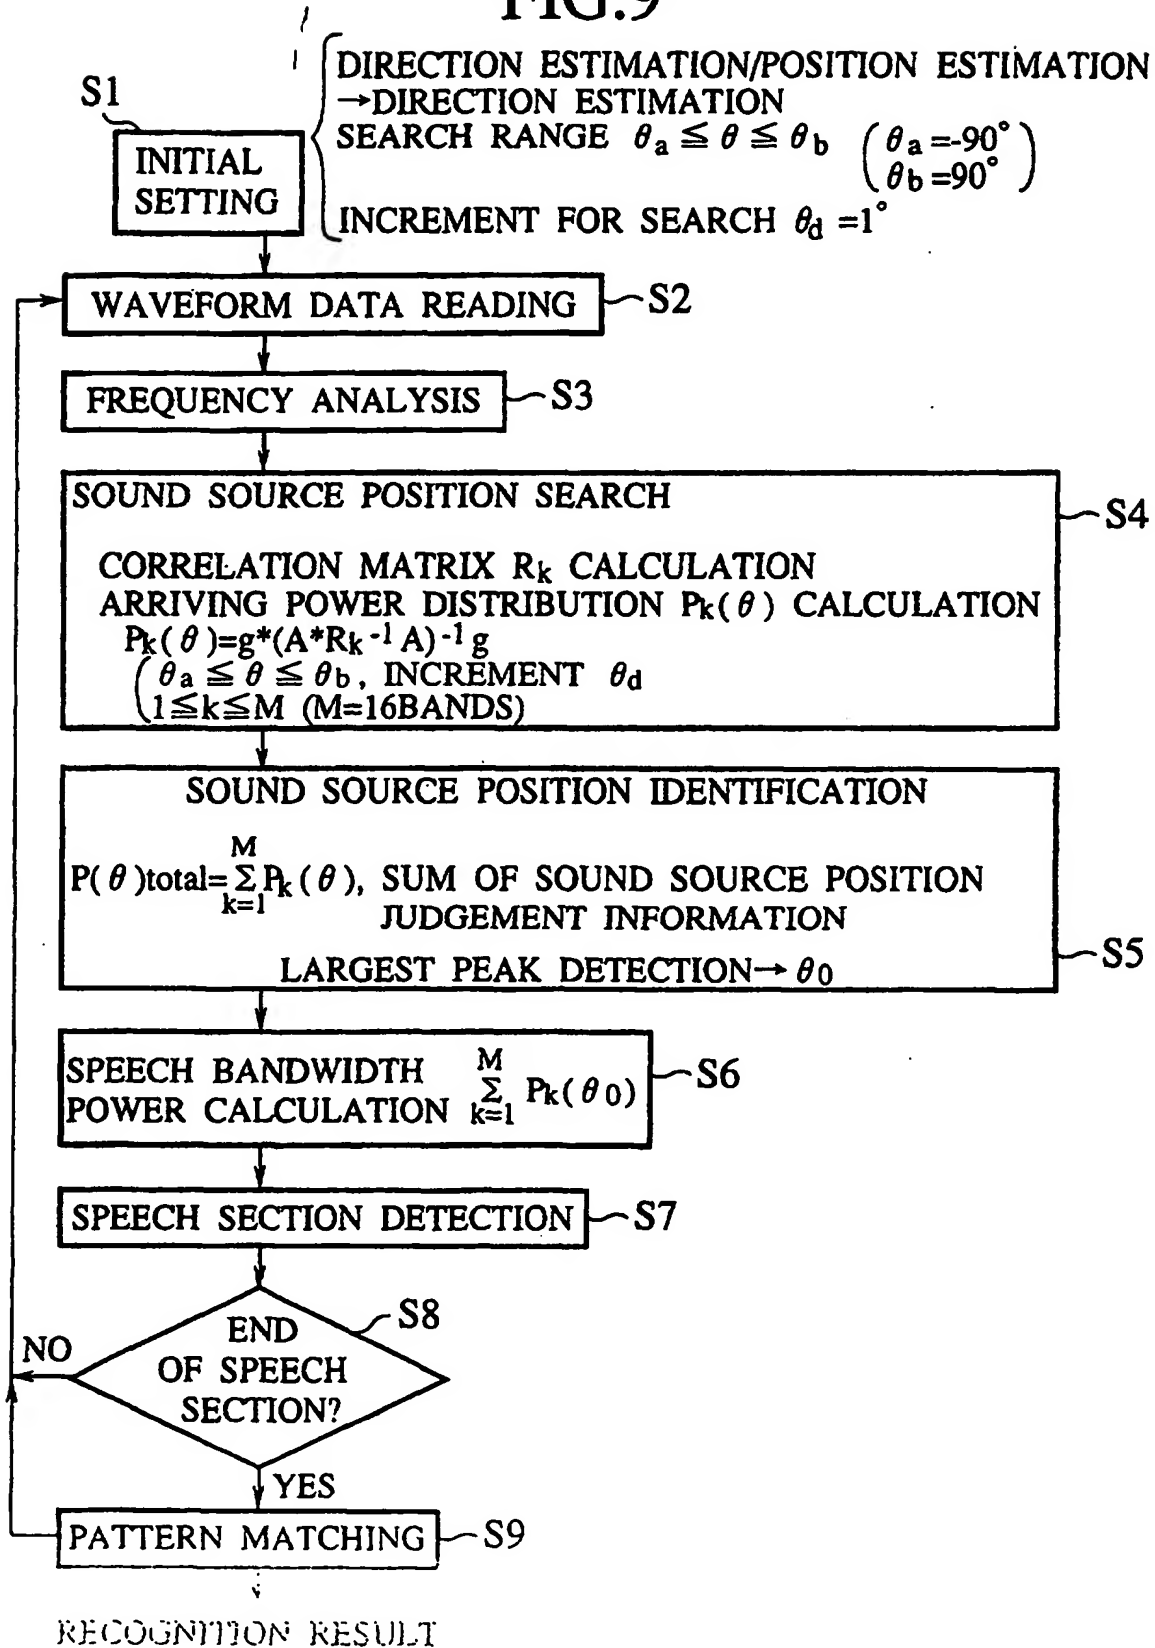 FIG.9
S1
INITIAL
SETTING
DIRECTION ESTIMATION/POSITION ESTIMATION
→DIRECTION ESTIMATION
SEARCH RANGE θa ≦ θ ≦ θb (θa =-90°
θb =90°)
INCREMENT FOR SEARCH θd =1°
WAVEFORM DATA READING
S2
FREQUENCY ANALYSIS
S3
SOUND SOURCE POSITION SEARCH
S4
CORRELATION MATRIX Rk CALCULATION
ARRIVING POWER DISTRIBUTION Pk(θ) CALCULATION
Pk(θ)=g*(A*Rk⁻¹ A)⁻¹ g
(θa ≦ θ ≦ θb, INCREMENT θd
1≦k≦M (M=16BANDS)
SOUND SOURCE POSITION IDENTIFICATION
M
P(θ)total=Σ Pk(θ), SUM OF SOUND SOURCE POSITION
k=1 JUDGEMENT INFORMATION
S5
LARGEST PEAK DETECTION→ θ0
SPEECH BANDWIDTH M
POWER CALCULATION Σ Pk(θ0)
k=1
S6
SPEECH SECTION DETECTION
S7
S8
END
OF SPEECH
SECTION?
NO
YES
PATTERN MATCHING
S9
RECOGNITION RESULT